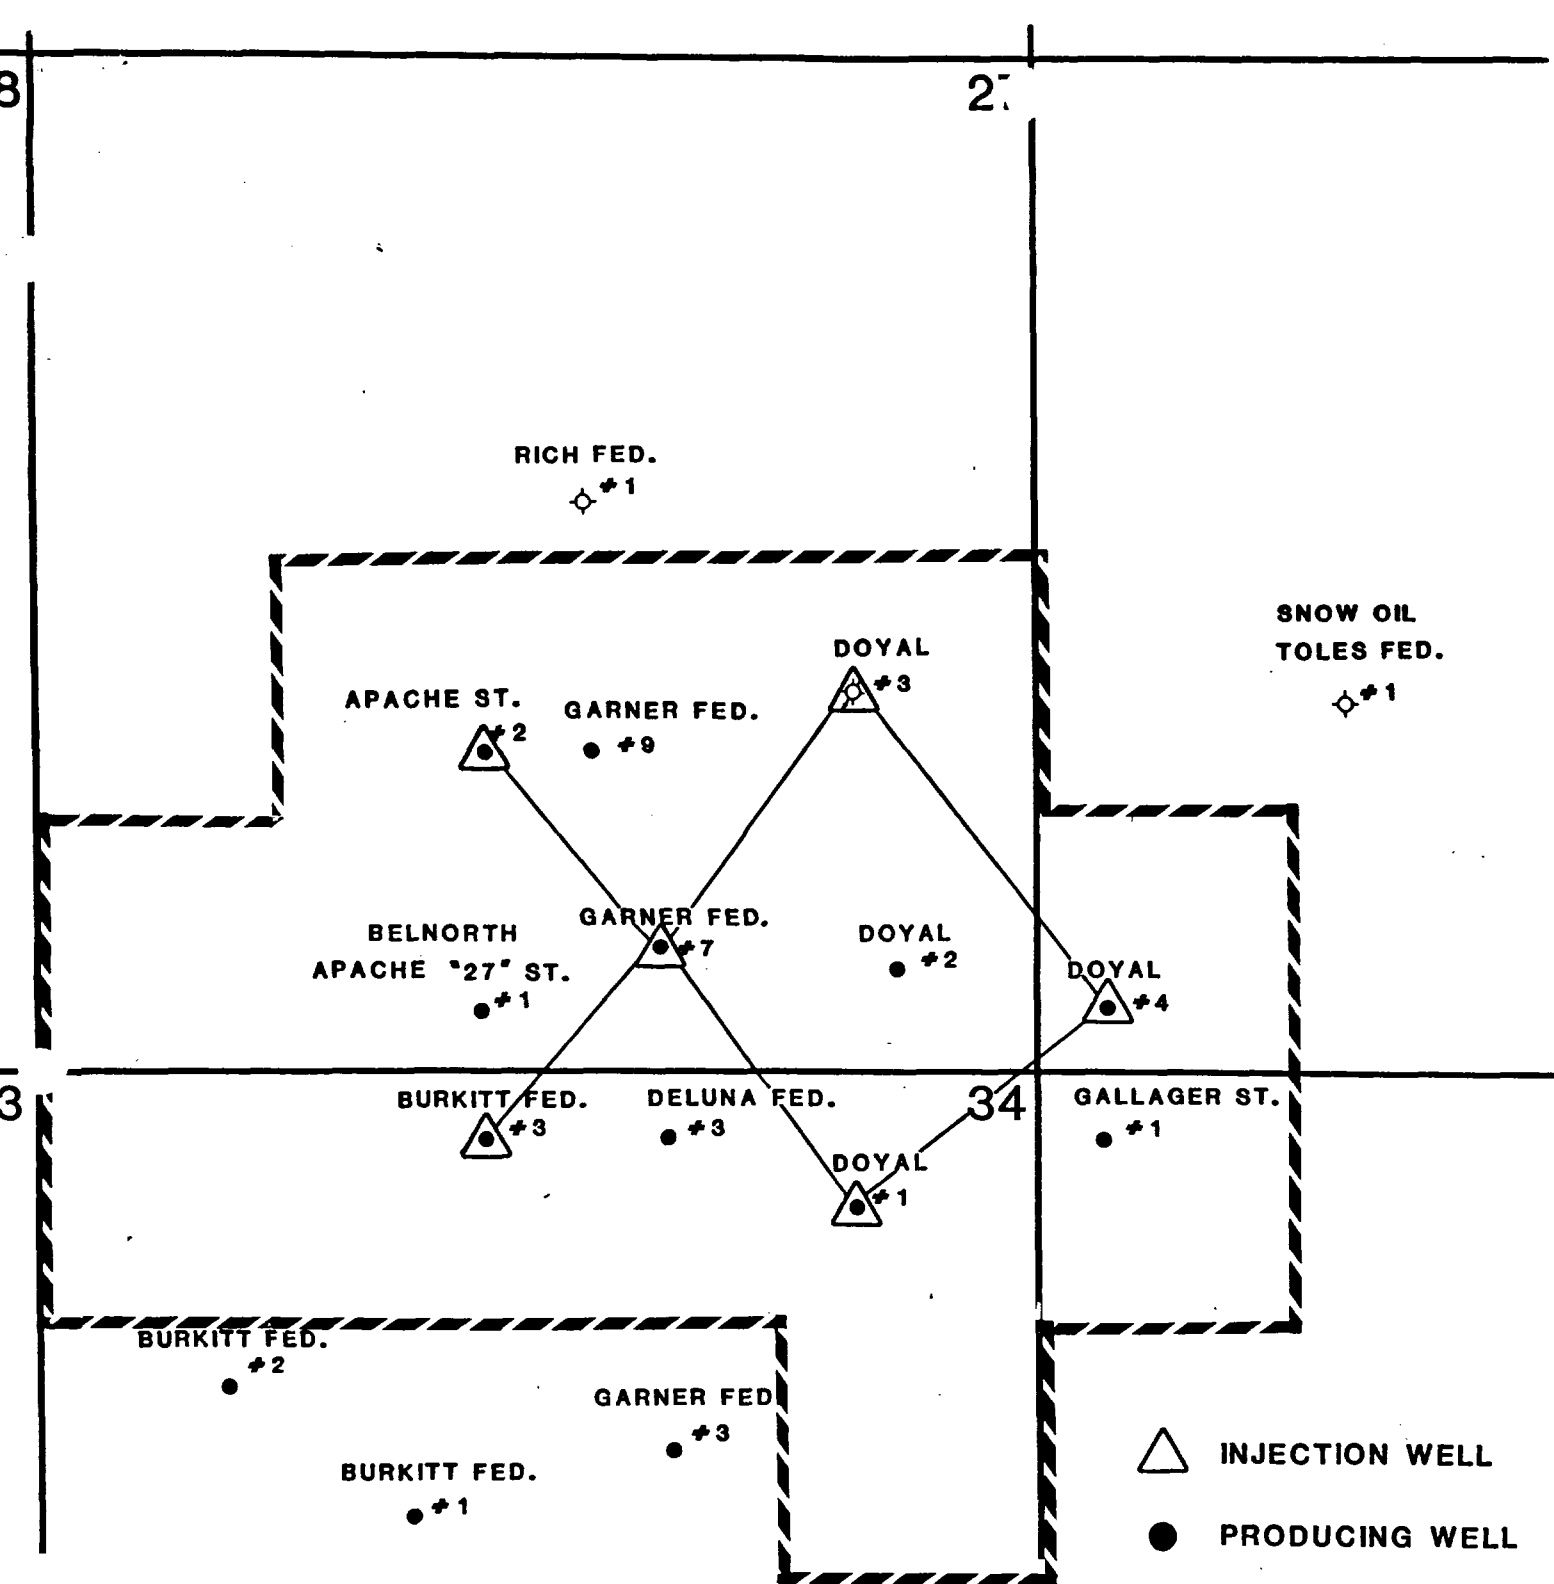 8
RICH FED.
#1
SNOW OIL
TOLES FED.
#1
DOYAL
#3
APACHE ST.
#2
GARNER FED.
#9
GARNER FED.
#7
BELNORTH
APACHE "27" ST.
#1
DOYAL
#2
DOYAL
#4
3
34
BURKITT FED.
#3
DELUNA FED.
#3
GALLAGER ST.
#1
DOYAL
#1
BURKITT FED.
#2
GARNER FED
#3
BURKITT FED.
#1
INJECTION WELL
PRODUCING WELL